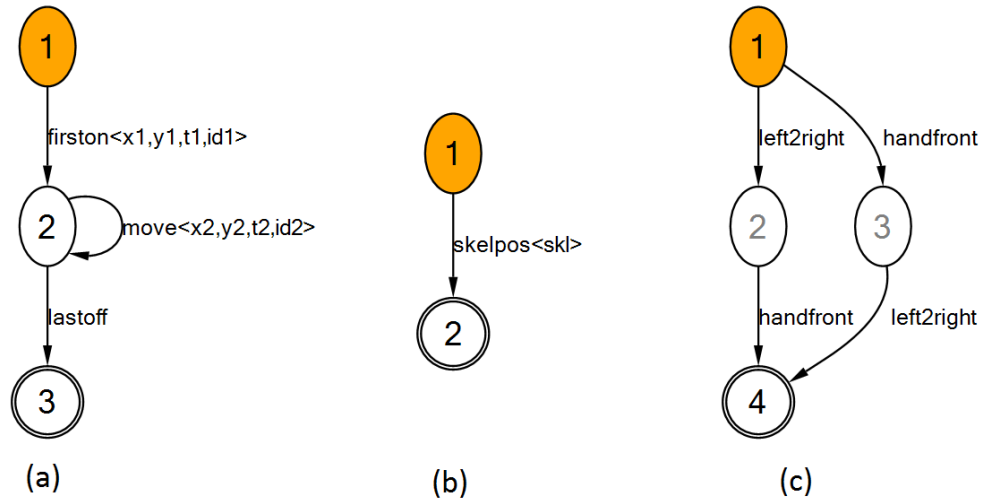 1
firston<x1,y1,t1,id1>
2
move<x2,y2,t2,id2>
lastoff
3
(a)
1
skelpos<skl>
2
(b)
1
left2right
handfront
2
3
handfront
left2right
4
(c)